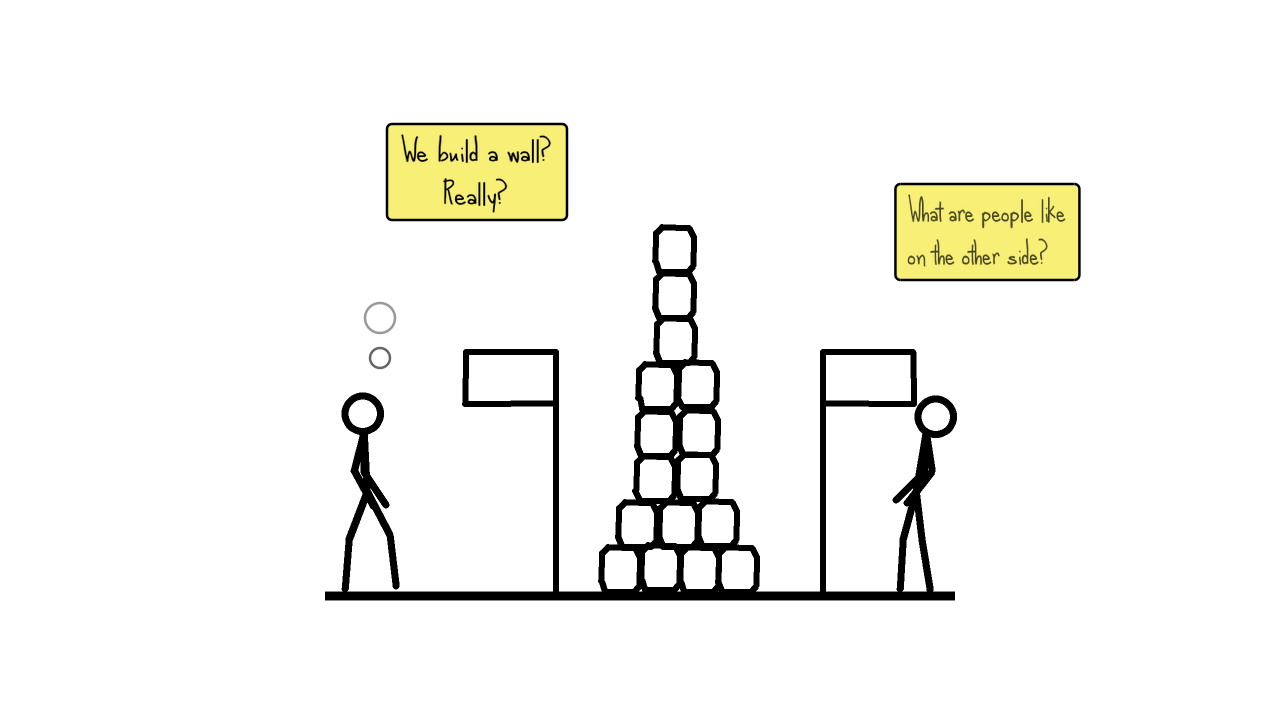 We build a wall?
Really?
What are people like
on the other side?